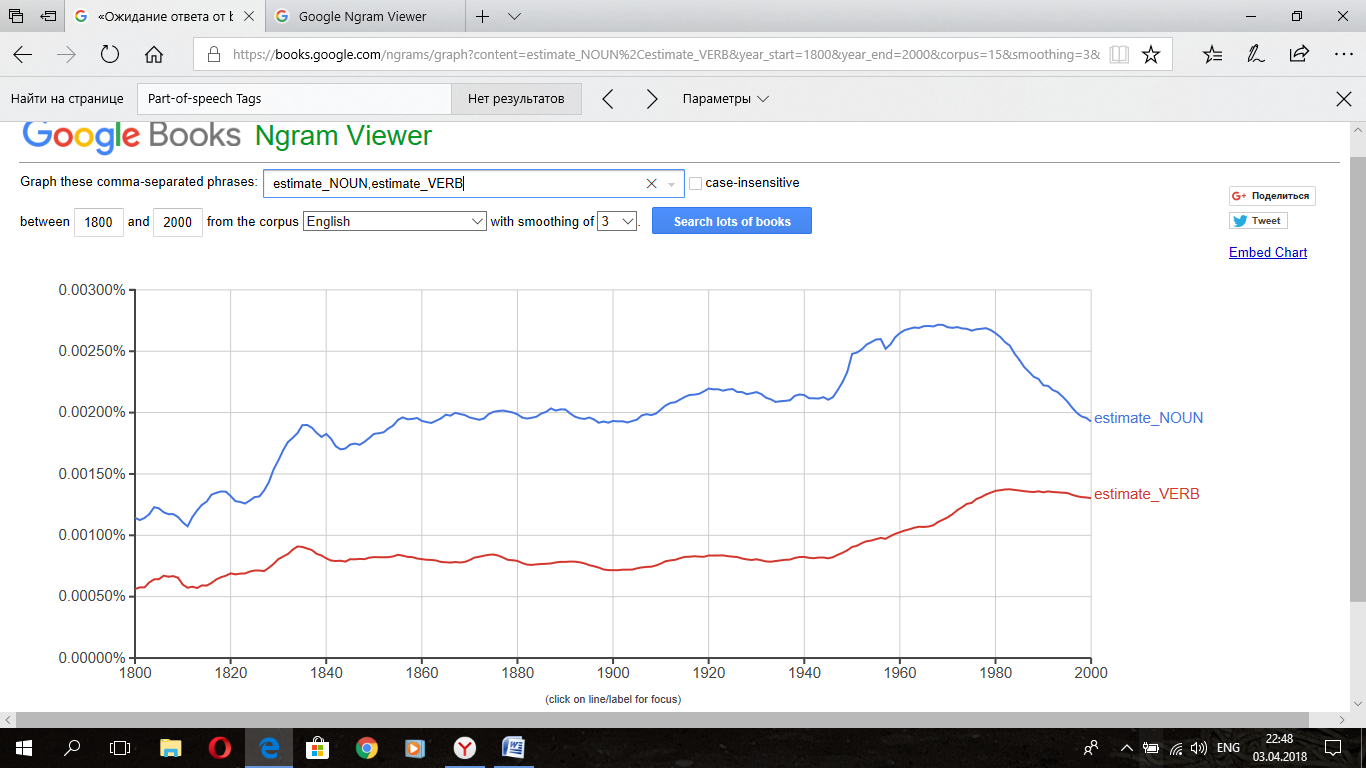 «Ожидание ответа от b
Google Ngram Viewer
https://books.google.com/ngrams/graph?content=estimate_NOUN%2Cestimate_VERB&year_start=1800&year_end=2000&corpus=15&smoothing=3&
Найти на странице Part-of-speech Tags Нет результатов Параметры
Google Books Ngram Viewer
Graph these comma-separated phrases: estimate_NOUN,estimate_VERB case-insensitive
between 1800 and 2000 from the corpus English with smoothing of 3 . Search lots of books
G+ Поделиться
Tweet
Embed Chart
0.00300%
0.00250%
0.00200%
0.00150%
0.00100%
0.00050%
0.00000%
estimate_NOUN
estimate_VERB
1800 1820 1840 1860 1880 1900 1920 1940 1960 1980 2000
(click on line/label for focus)
ENG
22:48
03.04.2018